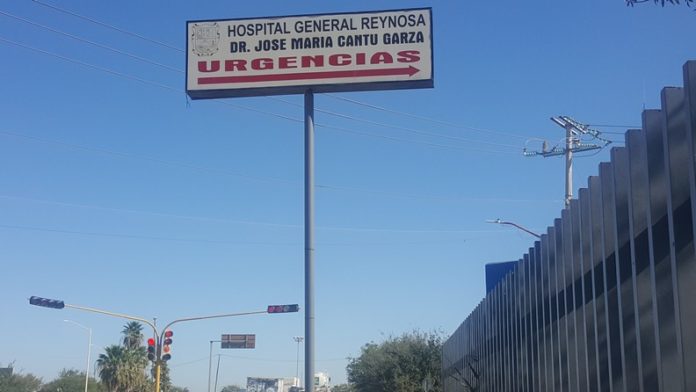 HOSPITAL GENERAL REYNOSA
DR. JOSE MARIA CANTU GARZA
URGENCIAS